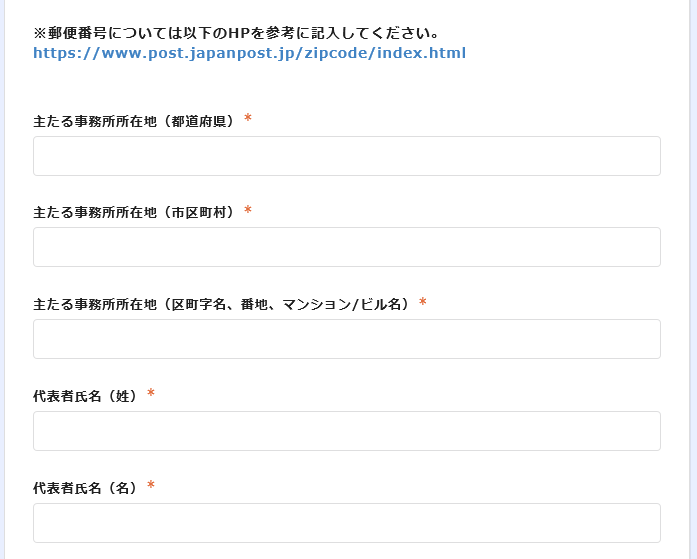 ※郵便番号については以下のHPを参考に記入してください。
https://www.post.japanpost.jp/zipcode/index.html
主たる事務所所在地（都道府県） *
主たる事務所所在地（市区町村） *
主たる事務所所在地（区町字名、番地、マンション/ビル名） *
代表者氏名（姓） *
代表者氏名（名） *